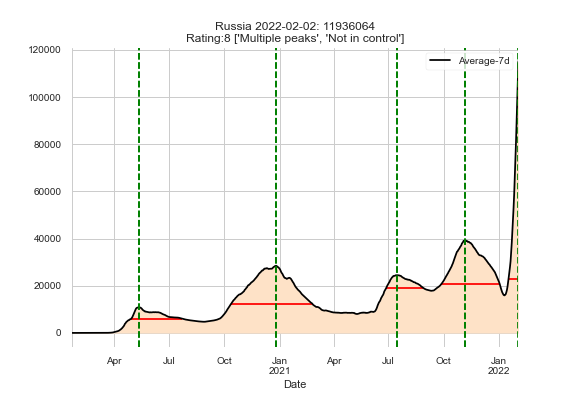 Russia 2022-02-02: 11936064
Rating:8 ['Multiple peaks', 'Not in control']
Average-7d
120000
100000
80000
60000
40000
20000
0
Apr Jul Oct Jan Apr Jul Oct Jan
2021 2022
Date